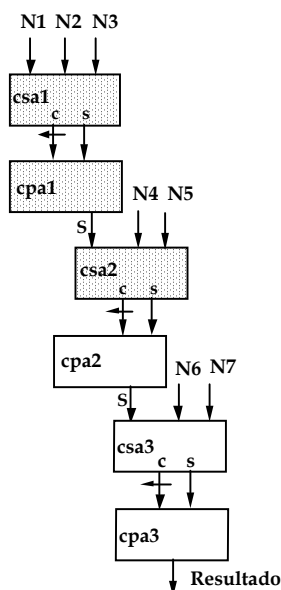 N1 N2 N3
csa1
c s
cpa1
S N4 N5
csa2
c s
cpa2
N6 N7
S
csa3
c s
cpa3
Resultado